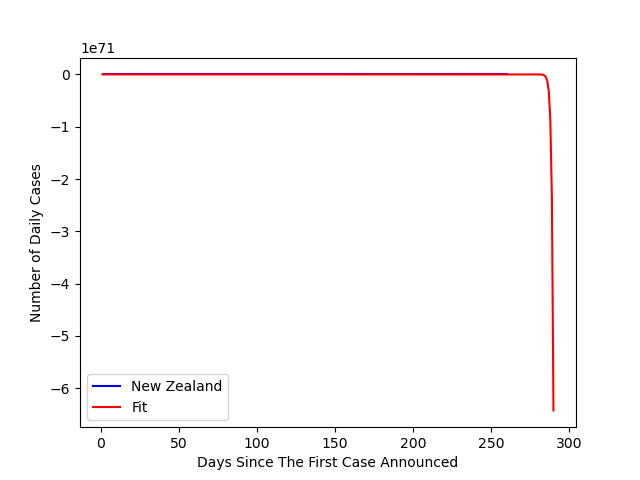 1e71
0
−1
−2
−3
−4
−5
−6
Number of Daily Cases
New Zealand
Fit
0 50 100 150 200 250 300
Days Since The First Case Announced